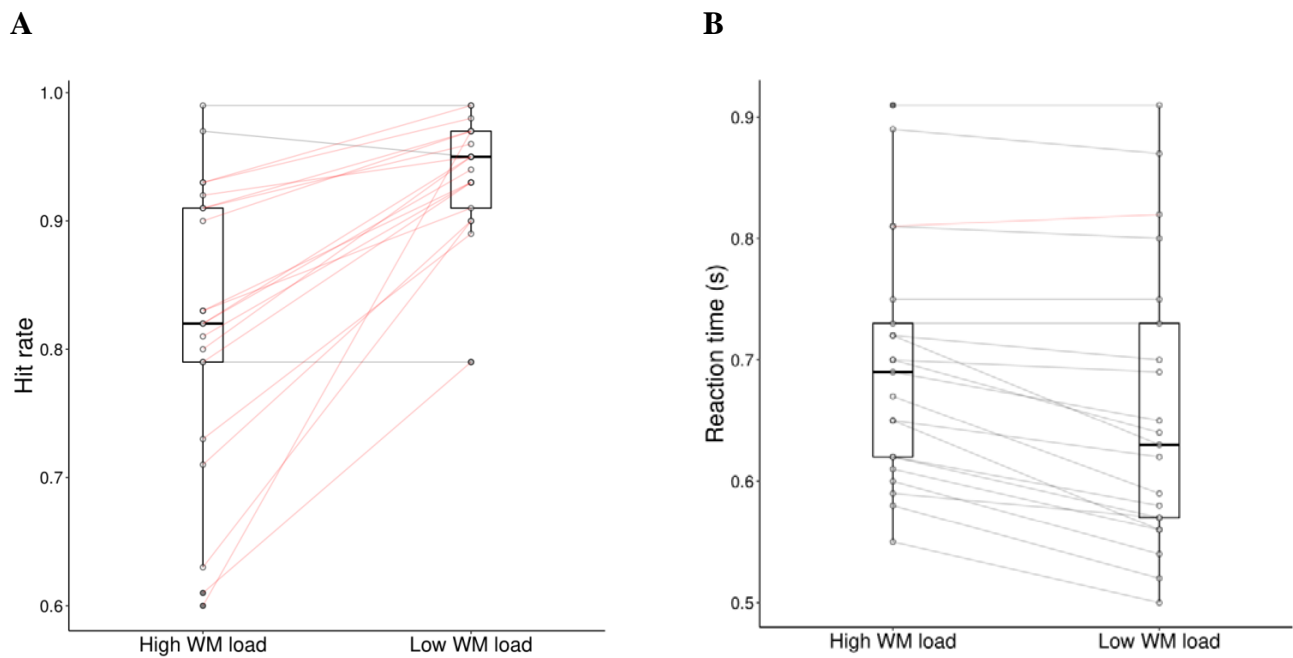 A
B
Hit rate
1.0
0.9
0.8
0.7
0.6
High WM load
Low WM load
Reaction time (s)
0.9
0.8
0.7
0.6
0.5
High WM load
Low WM load